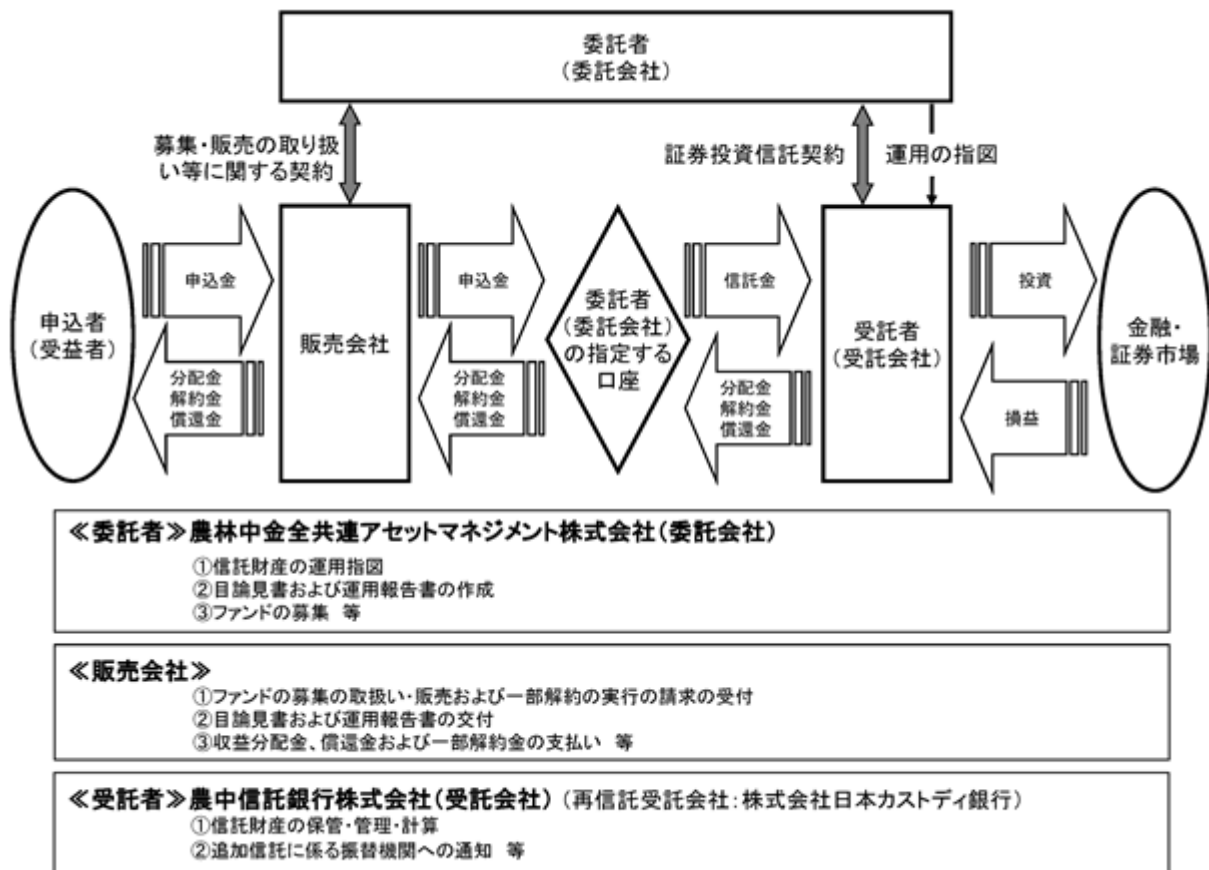 委託者
（委託会社）
募集・販売の取り扱
い等に関する契約
証券投資信託契約
運用の指図
申込者
（受益者）
申込金
分配金
解約金
償還金
販売会社
申込金
分配金
解約金
償還金
委託者
（委託会社）
の指定する
口座
信託金
分配金
解約金
償還金
受託者
（受託会社）
投資
損益
金融・
証券市場
≪委託者≫農林中金全共連アセットマネジメント株式会社（委託会社）
①信託財産の運用指図
②目論見書および運用報告書の作成
③ファンドの募集 等
≪販売会社≫
①ファンドの募集の取扱い・販売および一部解約の実行の請求の受付
②目論見書および運用報告書の交付
③収益分配金、償還金および一部解約金の支払い 等
≪受託者≫農中信託銀行株式会社（受託会社）（再信託受託会社：株式会社日本カストディ銀行）
①信託財産の保管・管理・計算
②追加信託に係る振替機関への通知 等